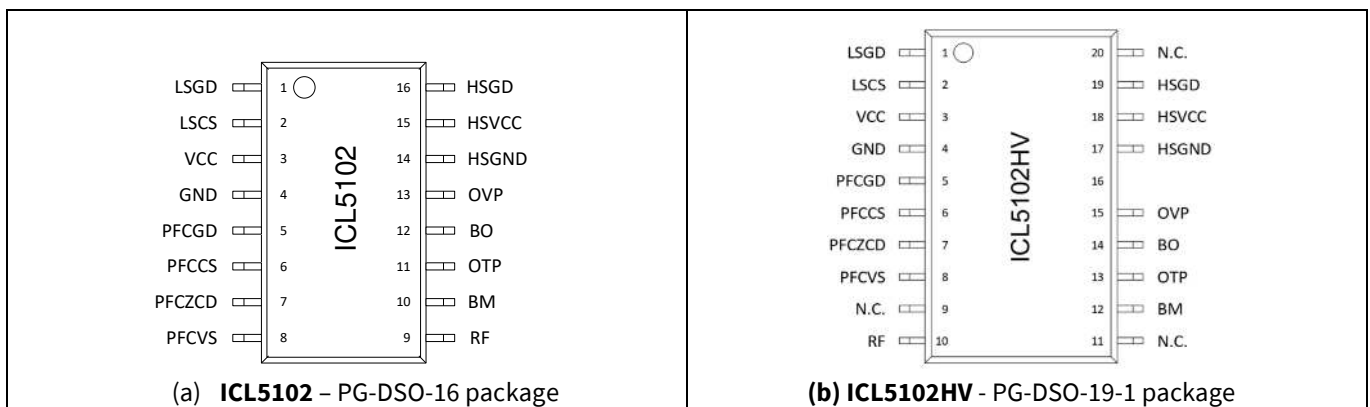 LSGD 1 16 HSGD
LSCS 2 15 HSVCC
VCC 3 14 HSGND
GND 4 13 OVP
PFCGD 5 12 BO
PFCCS 6 11 OTP
PFCZCD 7 10 BM
PFCVS 8 9 RF
ICL5102
(a) ICL5102 – PG-DSO-16 package
LSGD 1 20 N.C.
LSCS 2 19 HSGD
VCC 3 18 HSVCC
GND 4 17 HSGND
PFCGD 5 16
PFCCS 6 15 OVP
PFCZCD 7 14 BO
PFCVS 8 13 OTP
N.C. 9 12 BM
RF 10 11 N.C.
ICL5102HV
(b) ICL5102HV - PG-DSO-19-1 package